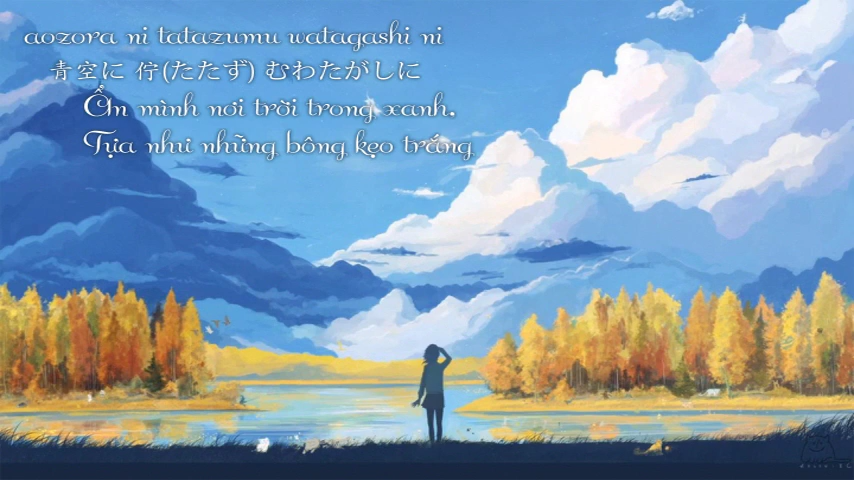 aozora ni tatazumu watagashi ni
青空に 佇(たたず) むわたがしに
Ẩn mình nơi trời trong xanh.
Tựa như những bông kẹo trắng